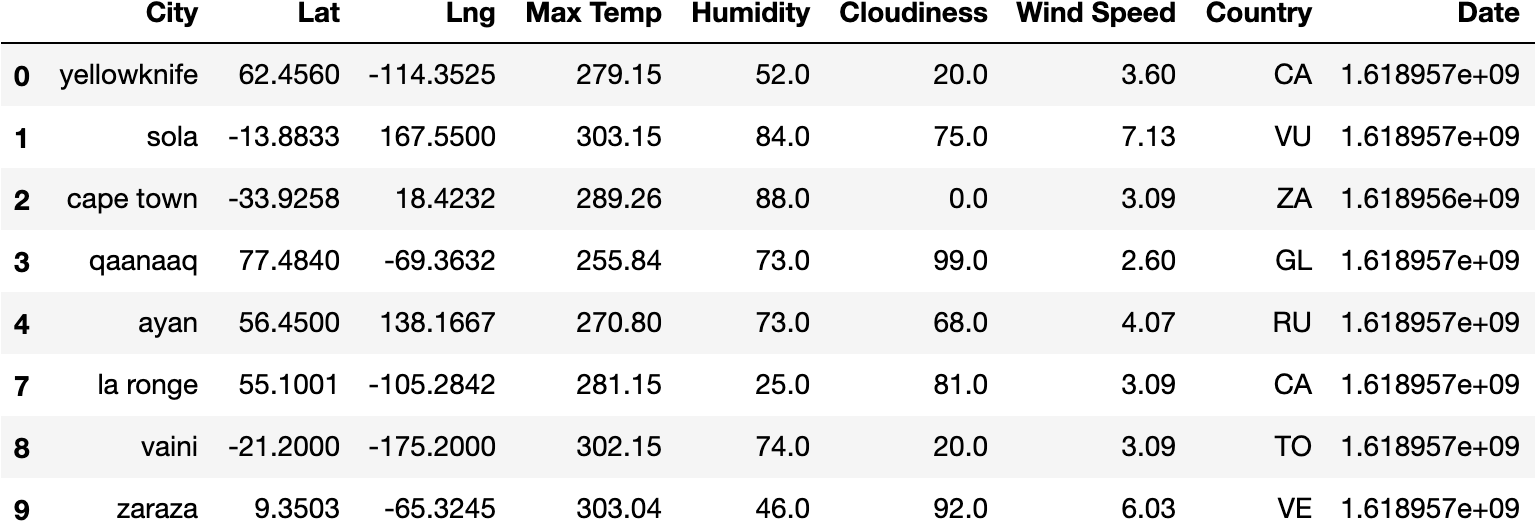 City Lat Lng Max Temp Humidity Cloudiness Wind Speed Country Date
0 yellowknife 62.4560 -114.3525 279.15 52.0 20.0 3.60 CA 1.618957e+09
1 sola -13.8833 167.5500 303.15 84.0 75.0 7.13 VU 1.618957e+09
2 cape town -33.9258 18.4232 289.26 88.0 0.0 3.09 ZA 1.618956e+09
3 qaanaaq 77.4840 -69.3632 255.84 73.0 99.0 2.60 GL 1.618957e+09
4 ayan 56.4500 138.1667 270.80 73.0 68.0 4.07 RU 1.618957e+09
7 la ronge 55.1001 -105.2842 281.15 25.0 81.0 3.09 CA 1.618957e+09
8 vaini -21.2000 -175.2000 302.15 74.0 20.0 3.09 TO 1.618957e+09
9 zaraza 9.3503 -65.3245 303.04 46.0 92.0 6.03 VE 1.618957e+09